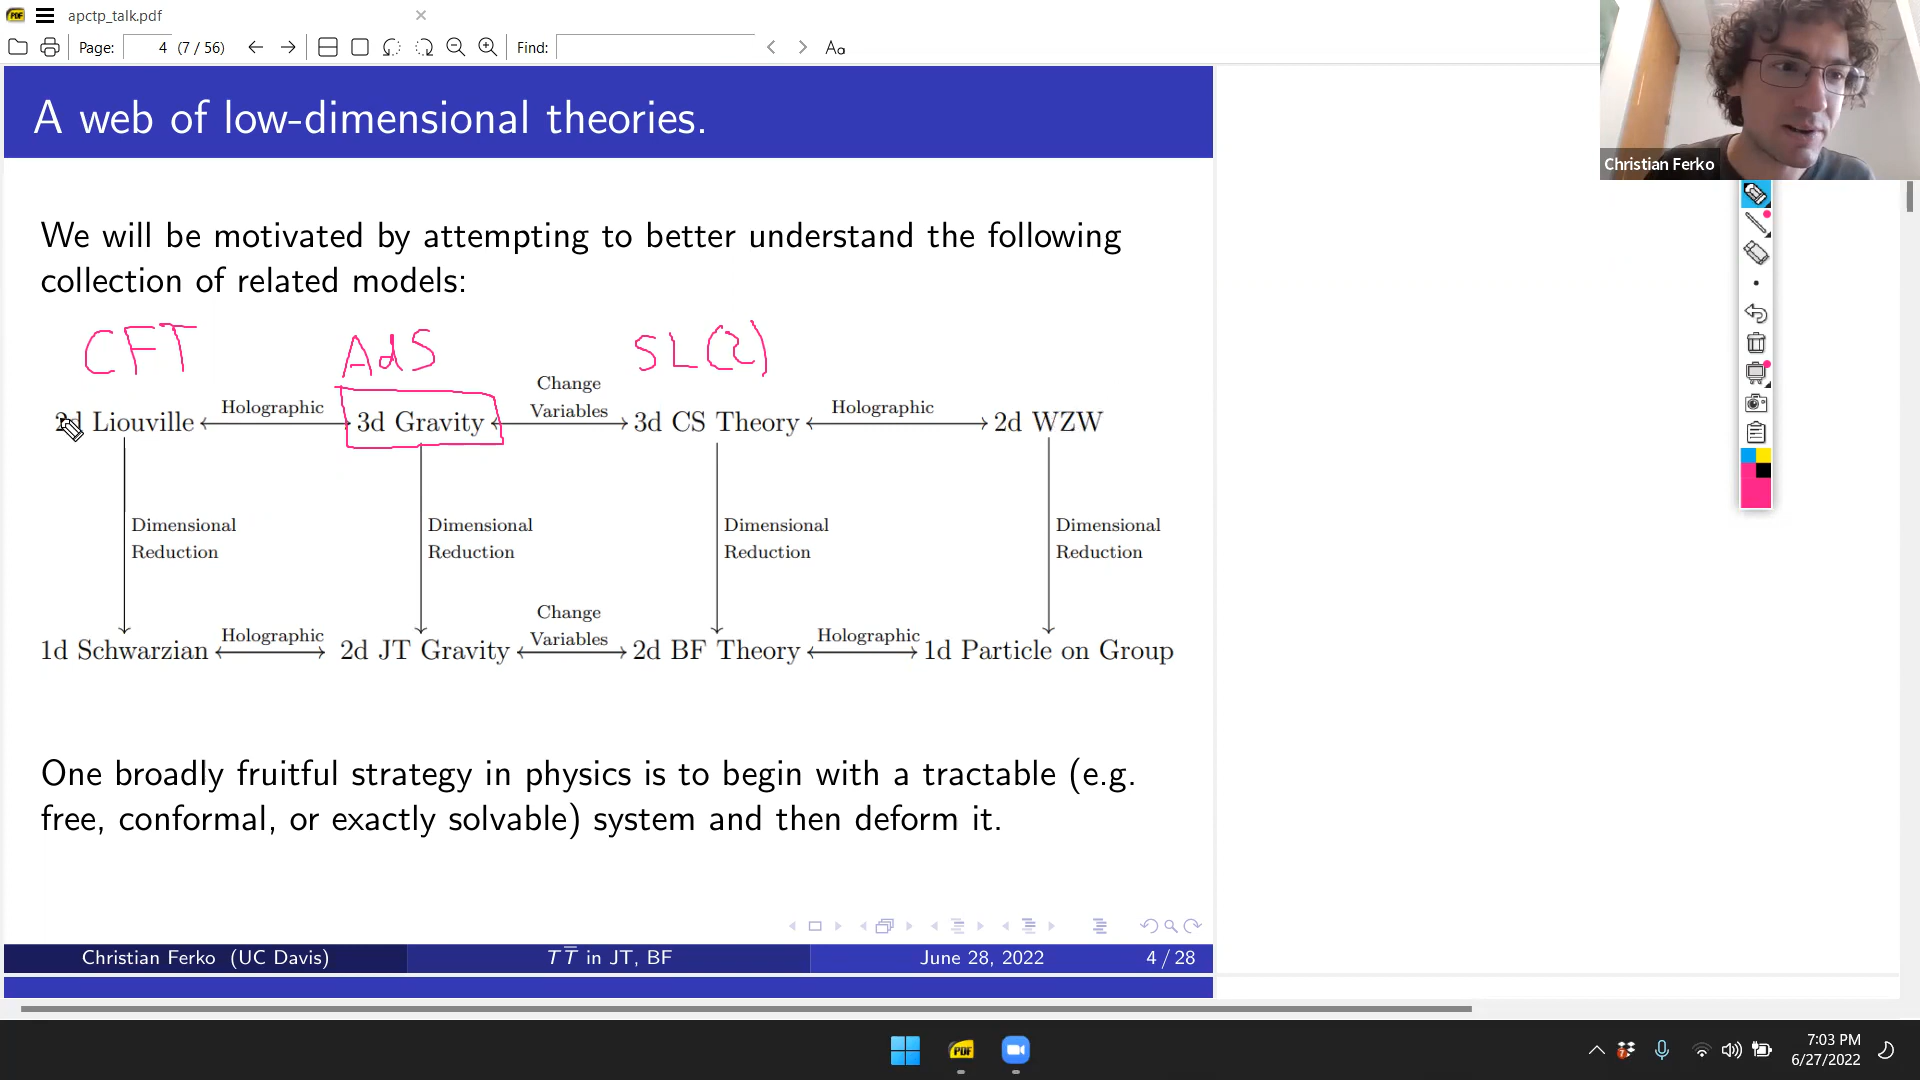 apctp_talk.pdf
Page: 4 (7 / 56) Find: Aa
Christian Ferko
A web of low-dimensional theories.
We will be motivated by attempting to better understand the following
collection of related models:
CFT AdS SL(2)
2d Liouville Holographic 3d Gravity Change Variables 3d CS Theory Holographic 2d WZW
Dimensional Reduction Dimensional Reduction Dimensional Reduction Dimensional Reduction
1d Schwarzian Holographic 2d JT Gravity Change Variables 2d BF Theory Holographic 1d Particle on Group
One broadly fruitful strategy in physics is to begin with a tractable (e.g.
free, conformal, or exactly solvable) system and then deform it.
Christian Ferko (UC Davis) TT̅ in JT, BF June 28, 2022 4 / 28
PDF
7:03 PM
6/27/2022